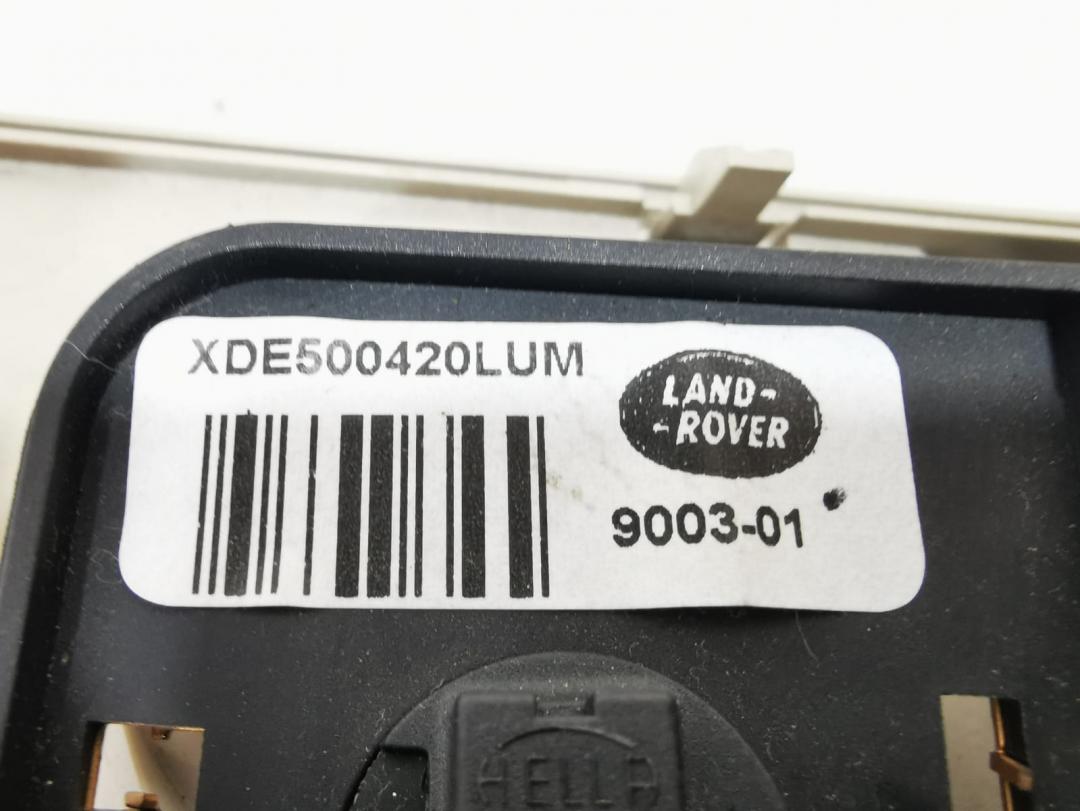 XDE500420LUM
LAND-
-ROVER
9003-01
HELLA